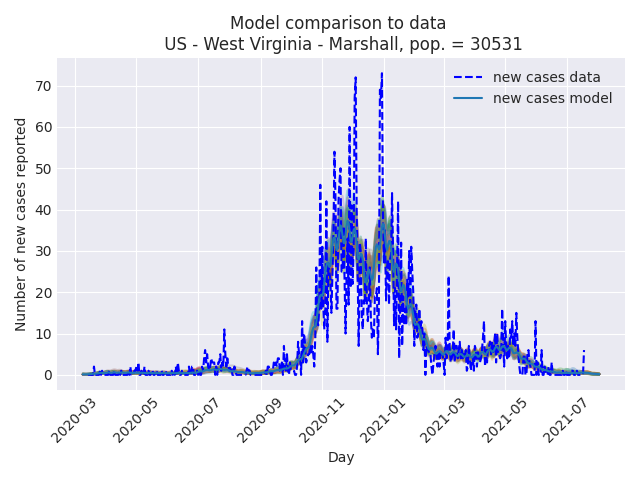 Model comparison to data
US - West Virginia - Marshall, pop. = 30531
new cases data
new cases model
Number of new cases reported
70
60
50
40
30
20
10
0
2020-03
2020-05
2020-07
2020-09
2020-11
2021-01
2021-03
2021-05
2021-07
Day